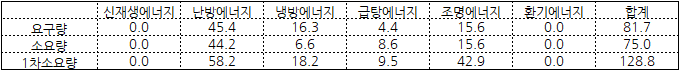 신재생에너지 난방에너지 냉방에너지 급탕에너지 조명에너지 환기에너지 합계
요구량 0.0 45.4 16.3 4.4 15.6 0.0 81.7
소요량 0.0 44.2 6.6 8.6 15.6 0.0 75.0
1차소요량 0.0 58.2 18.2 9.5 42.9 0.0 128.8